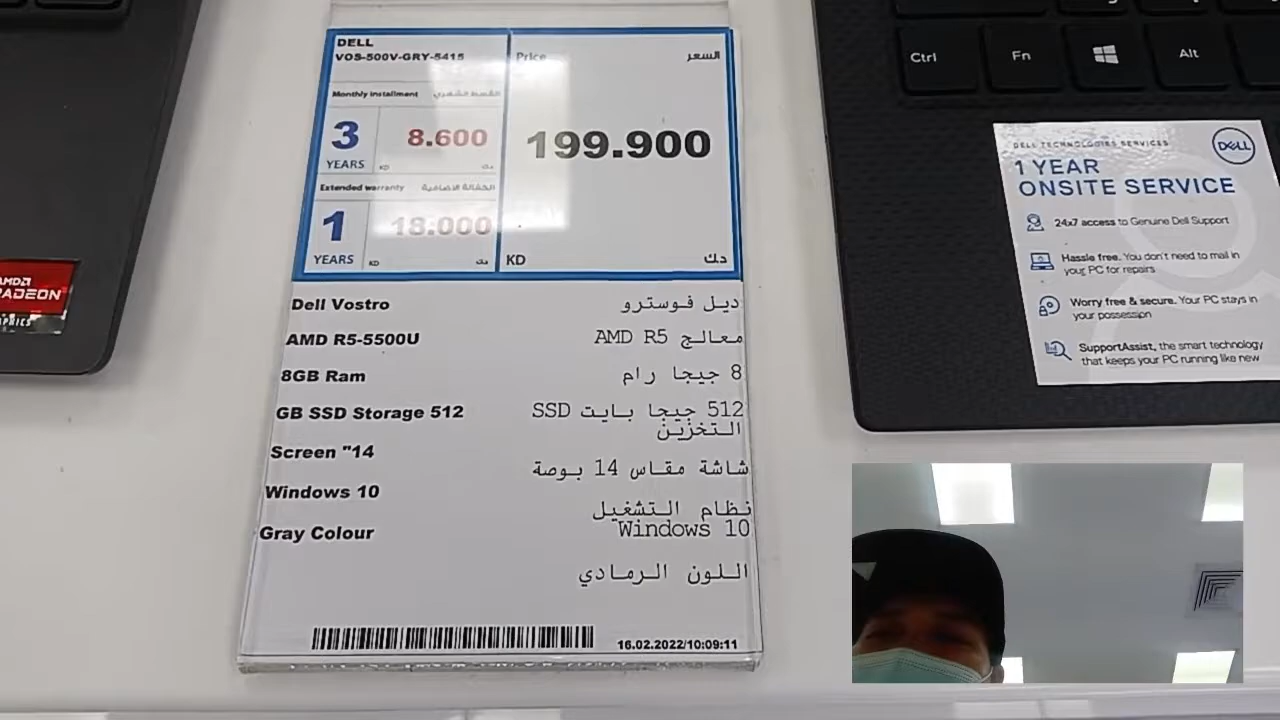 DELL
VOS-500V-GRY-5415
Monthly installment القسط الشهري
3 YEARS
8.600
KD د.ك
Extended warranty الكفالة الاضافية
1 YEARS
18.000
KD د.ك
Price السعر
199.900
KD د.ك
Dell Vostro ديل فوسترو
AMD R5-5500U معالج AMD R5
8GB Ram 8 جيجا رام
GB SSD Storage 512 512 جيجا بايت SSD
التخزين
Screen "14 شاشة مقاس 14 بوصة
Windows 10 نظام التشغيل
Windows 10
Gray Colour اللون الرمادي
16.02.2022/10:09:11
AMD
RADEON
GRAPHICS
Ctrl Fn Alt
DELL TECHNOLOGIES SERVICES
DELL
1 YEAR
ONSITE SERVICE
24x7 access to Genuine Dell Support
Hassle free. You don't need to mail in
your PC for repairs
Worry free & secure. Your PC stays in
your possession
SupportAssist, the smart technology
that keeps your PC running like new